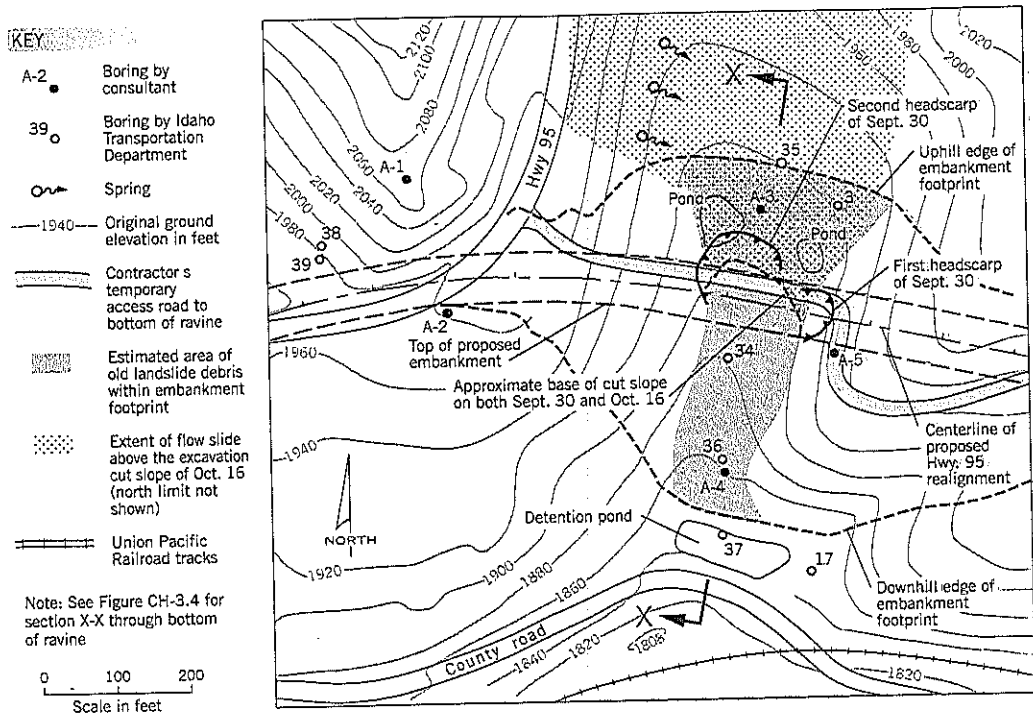 KEY
A-2
Boring by
consultant
39
Boring by Idaho
Transportation
Department
Spring
1940
Original ground
elevation in feet
Contractor s
temporary
access road to
bottom of ravine
Estimated area of
old landslide debris
within embankment
footprint
Extent of flow slide
above the excavation
cut slope of Oct. 16
(north limit not
shown)
Union Pacific
Railroad tracks
Note: See Figure CH-3.4 for
section X-X through bottom
of ravine
0 100 200
Scale in feet
2120
2100
2080
2060
2040
2020
2000
1980
A-1
38
39
Hwy 95
X
1960
1980
2000
2020
Second headscarp
of Sept. 30
Uphill edge of
embankment
footprint
35
Pond
A-3
3
Pond
First headscarp
of Sept. 30
A-2
Top of proposed
embankment
1960
34
A-5
Approximate base of cut slope
on both Sept. 30 and Oct. 16
Centerline of
proposed
Hwy. 95
realignment
1940
36
A-4
NORTH
Detention pond
37
17
1920
1900
1880
1860
Downhill edge of
embankment
footprint
X
County road
1840
1820
1808
1820